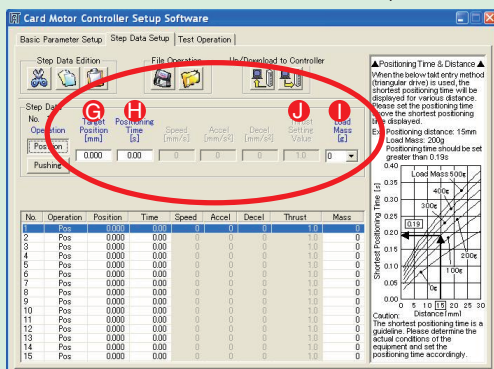 Card Motor Controller Setup Software
Basic Parameter Setup
Step Data Setup
Test Operation
Step Data Edition
File Operation
Up/Download to Controller
Step Data
No. 1
Operation
Position
Pushing
G
Target
Position
[mm]
0.000
H
Positioning
Time
[s]
0.00
Speed
[mm/s]
0
Accel
[mm/s²]
0
Decel
[mm/s²]
0
J
Thrust
Setting
Value
1.0
I
Load
Mass
[g]
0
No. Operation Position Time Speed Accel Decel Thrust Mass
1 Pos 0.000 0.00 0 0 0 1.0 0
2 Pos 0.000 0.00 0 0 0 1.0 0
3 Pos 0.000 0.00 0 0 0 1.0 0
4 Pos 0.000 0.00 0 0 0 1.0 0
5 Pos 0.000 0.00 0 0 0 1.0 0
6 Pos 0.000 0.00 0 0 0 1.0 0
7 Pos 0.000 0.00 0 0 0 1.0 0
8 Pos 0.000 0.00 0 0 0 1.0 0
9 Pos 0.000 0.00 0 0 0 1.0 0
10 Pos 0.000 0.00 0 0 0 1.0 0
11 Pos 0.000 0.00 0 0 0 1.0 0
12 Pos 0.000 0.00 0 0 0 1.0 0
13 Pos 0.000 0.00 0 0 0 1.0 0
14 Pos 0.000 0.00 0 0 0 1.0 0
15 Pos 0.000 0.00 0 0 0 1.0 0
▲Positioning Time & Distance▲
When the below takt entry method
(triangular drive) is used, the
shortest positioning time will be
displayed for various distance.
Please set the positioning time
above the shortest positioning
line displayed.
Ex. Positioning distance: 15mm
Load Mass: 200g
Positioning time should be set
greater than 0.19s
Shortest Positioning Time [s]
0.40
0.35
0.30
0.25
0.20
0.19
0.15
0.10
0.05
0.00
Load Mass 500g
400g
300g
200g
100g
0g
0 5 10 15 20 25 30
Distance[mm]
Caution:
The shortest positioning time is a
guideline. Please determine the
actual conditions of the
equipment and set the
positioning time accordingly.